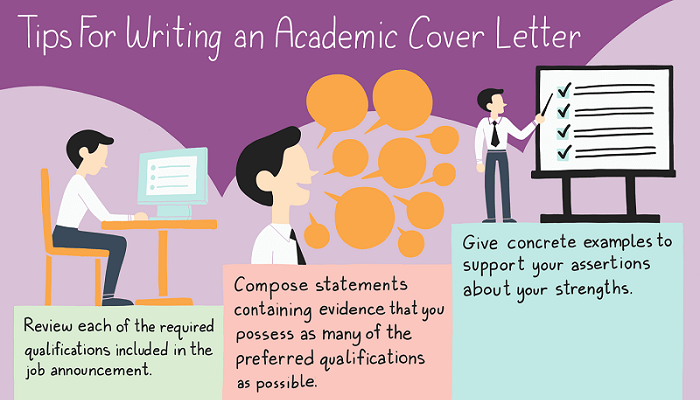 Tips For Writing an Academic Cover Letter
Review each of the required
qualifications included in the
job announcement.
Compose statements
containing evidence that you
possess as many of the
preferred qualifications
as possible.
Give concrete examples to
support your assertions
about your strengths.